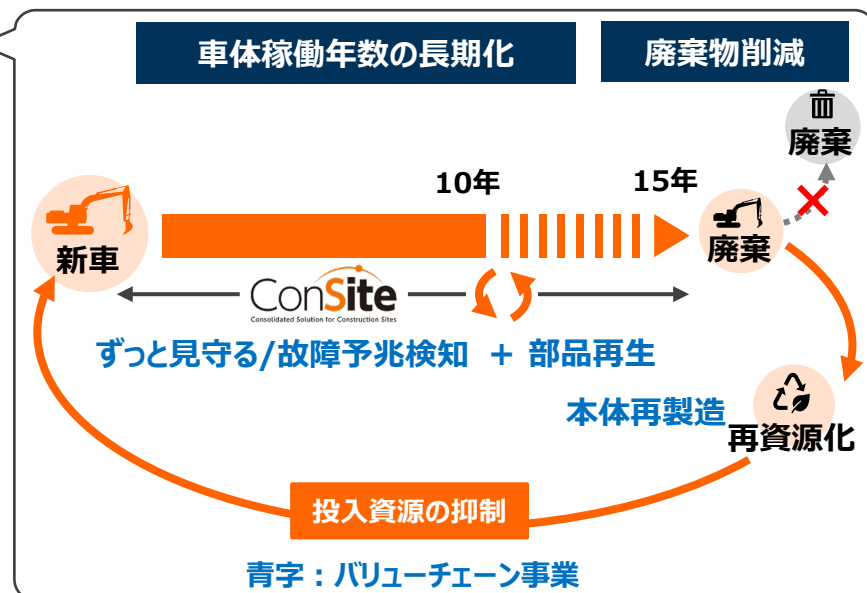 車体稼働年数の長期化
廃棄物削減
廃棄
10年
15年
新車
廃棄
ConSite
Consolidated Solution for Construction Sites
ずっと見守る/故障予兆検知 + 部品再生
本体再製造
再資源化
投入資源の抑制
青字：バリューチェーン事業